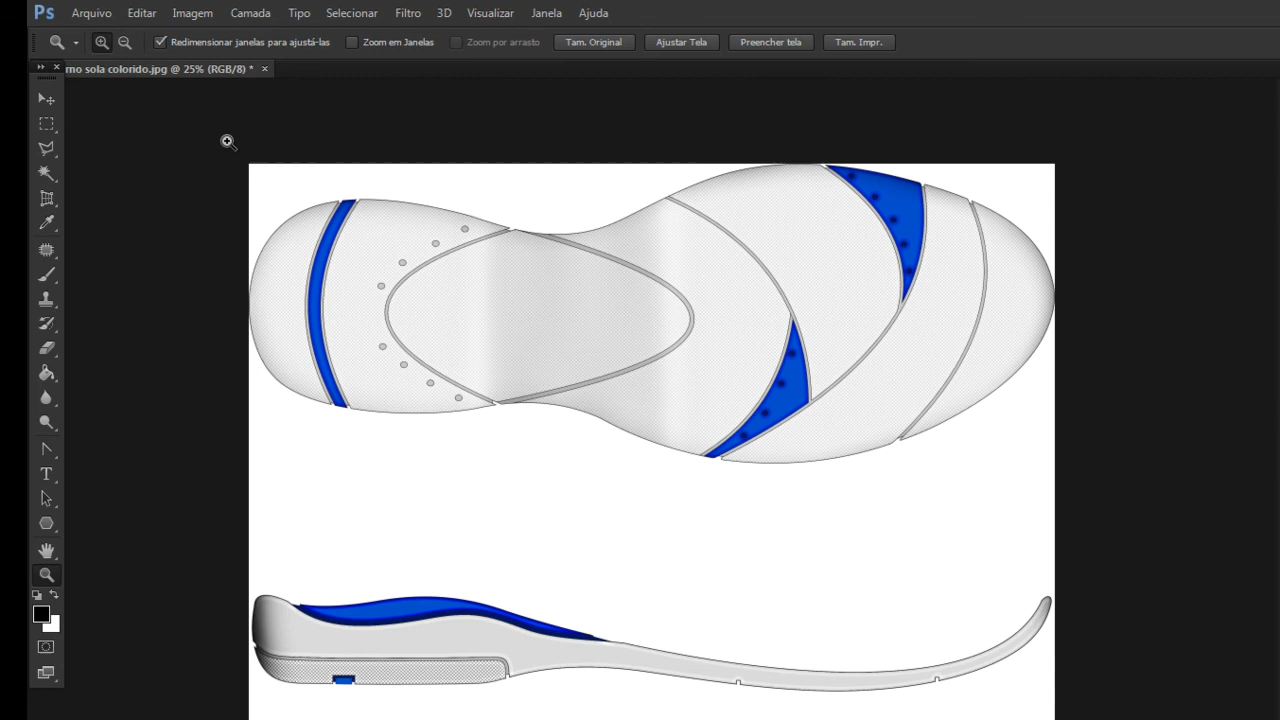 Ps Arquivo Editar Imagem Camada Tipo Selecionar Filtro 3D Visualizar Janela Ajuda
Redimensionar janelas para ajustá-las Zoom em Janelas Zoom por arrasto Tam. Original Ajustar Tela Preencher tela Tam. Impr.
rno sola colorido.jpg @ 25% (RGB/8) * ×
T